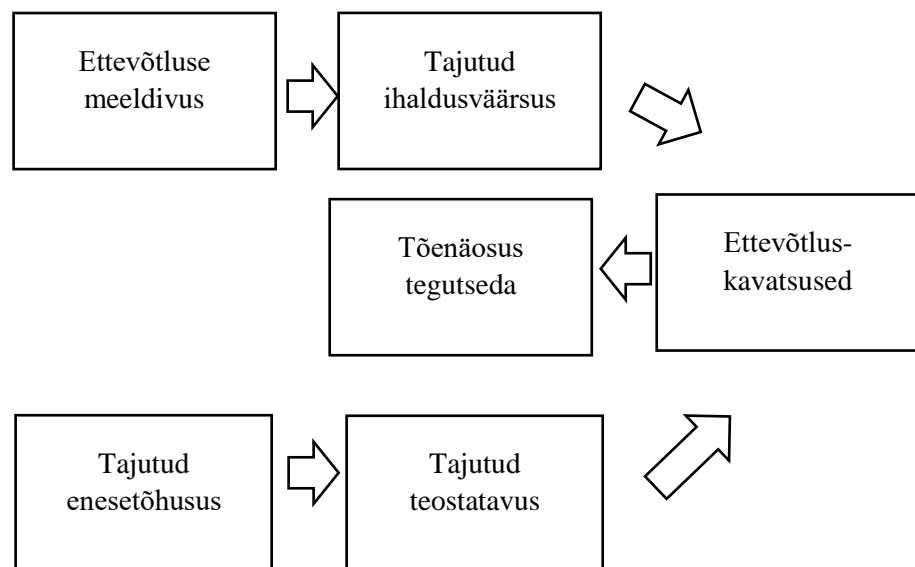 Ettevõtluse
meeldivus
Tajutud
ihaldusväärsus
Tõenäosus
tegutseda
Ettevõtlus-
kavatsused
Tajutud
enesetõhusus
Tajutud
teostatavus